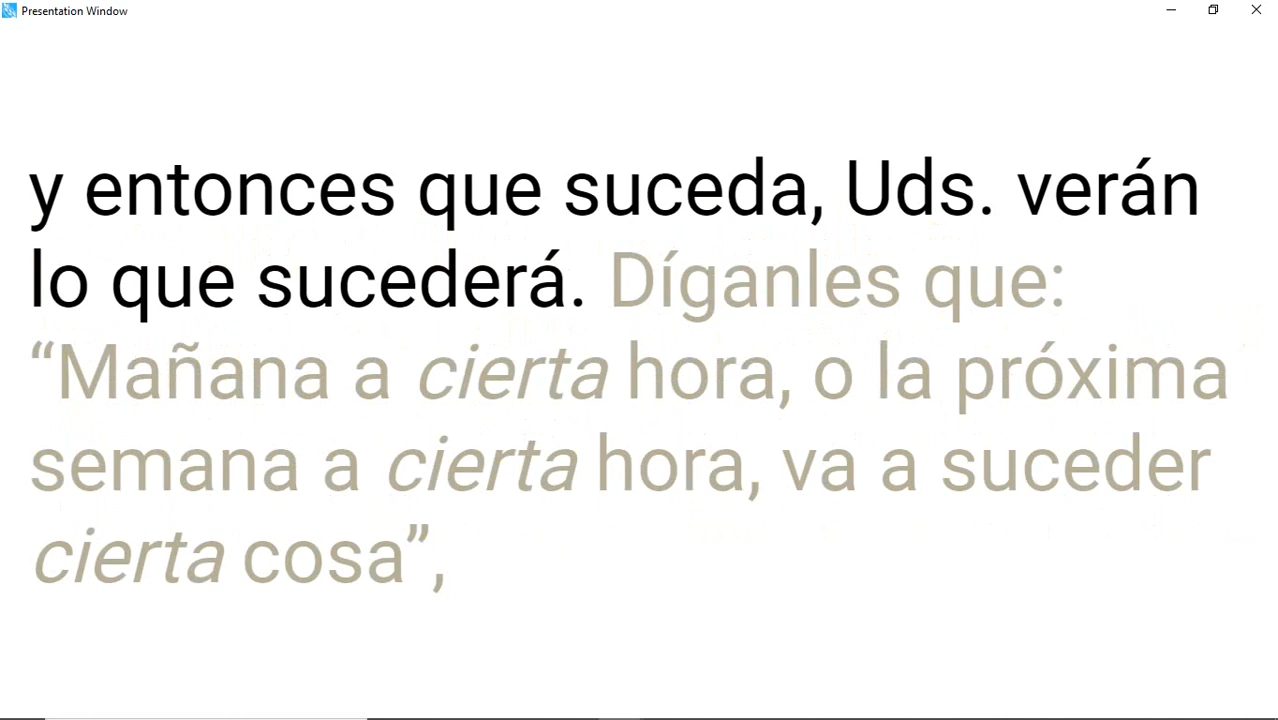 Presentation Window
y entonces que suceda, Uds. verán
lo que sucederá. Díganles que:
“Mañana a cierta hora, o la próxima
semana a cierta hora, va a suceder
cierta cosa”,